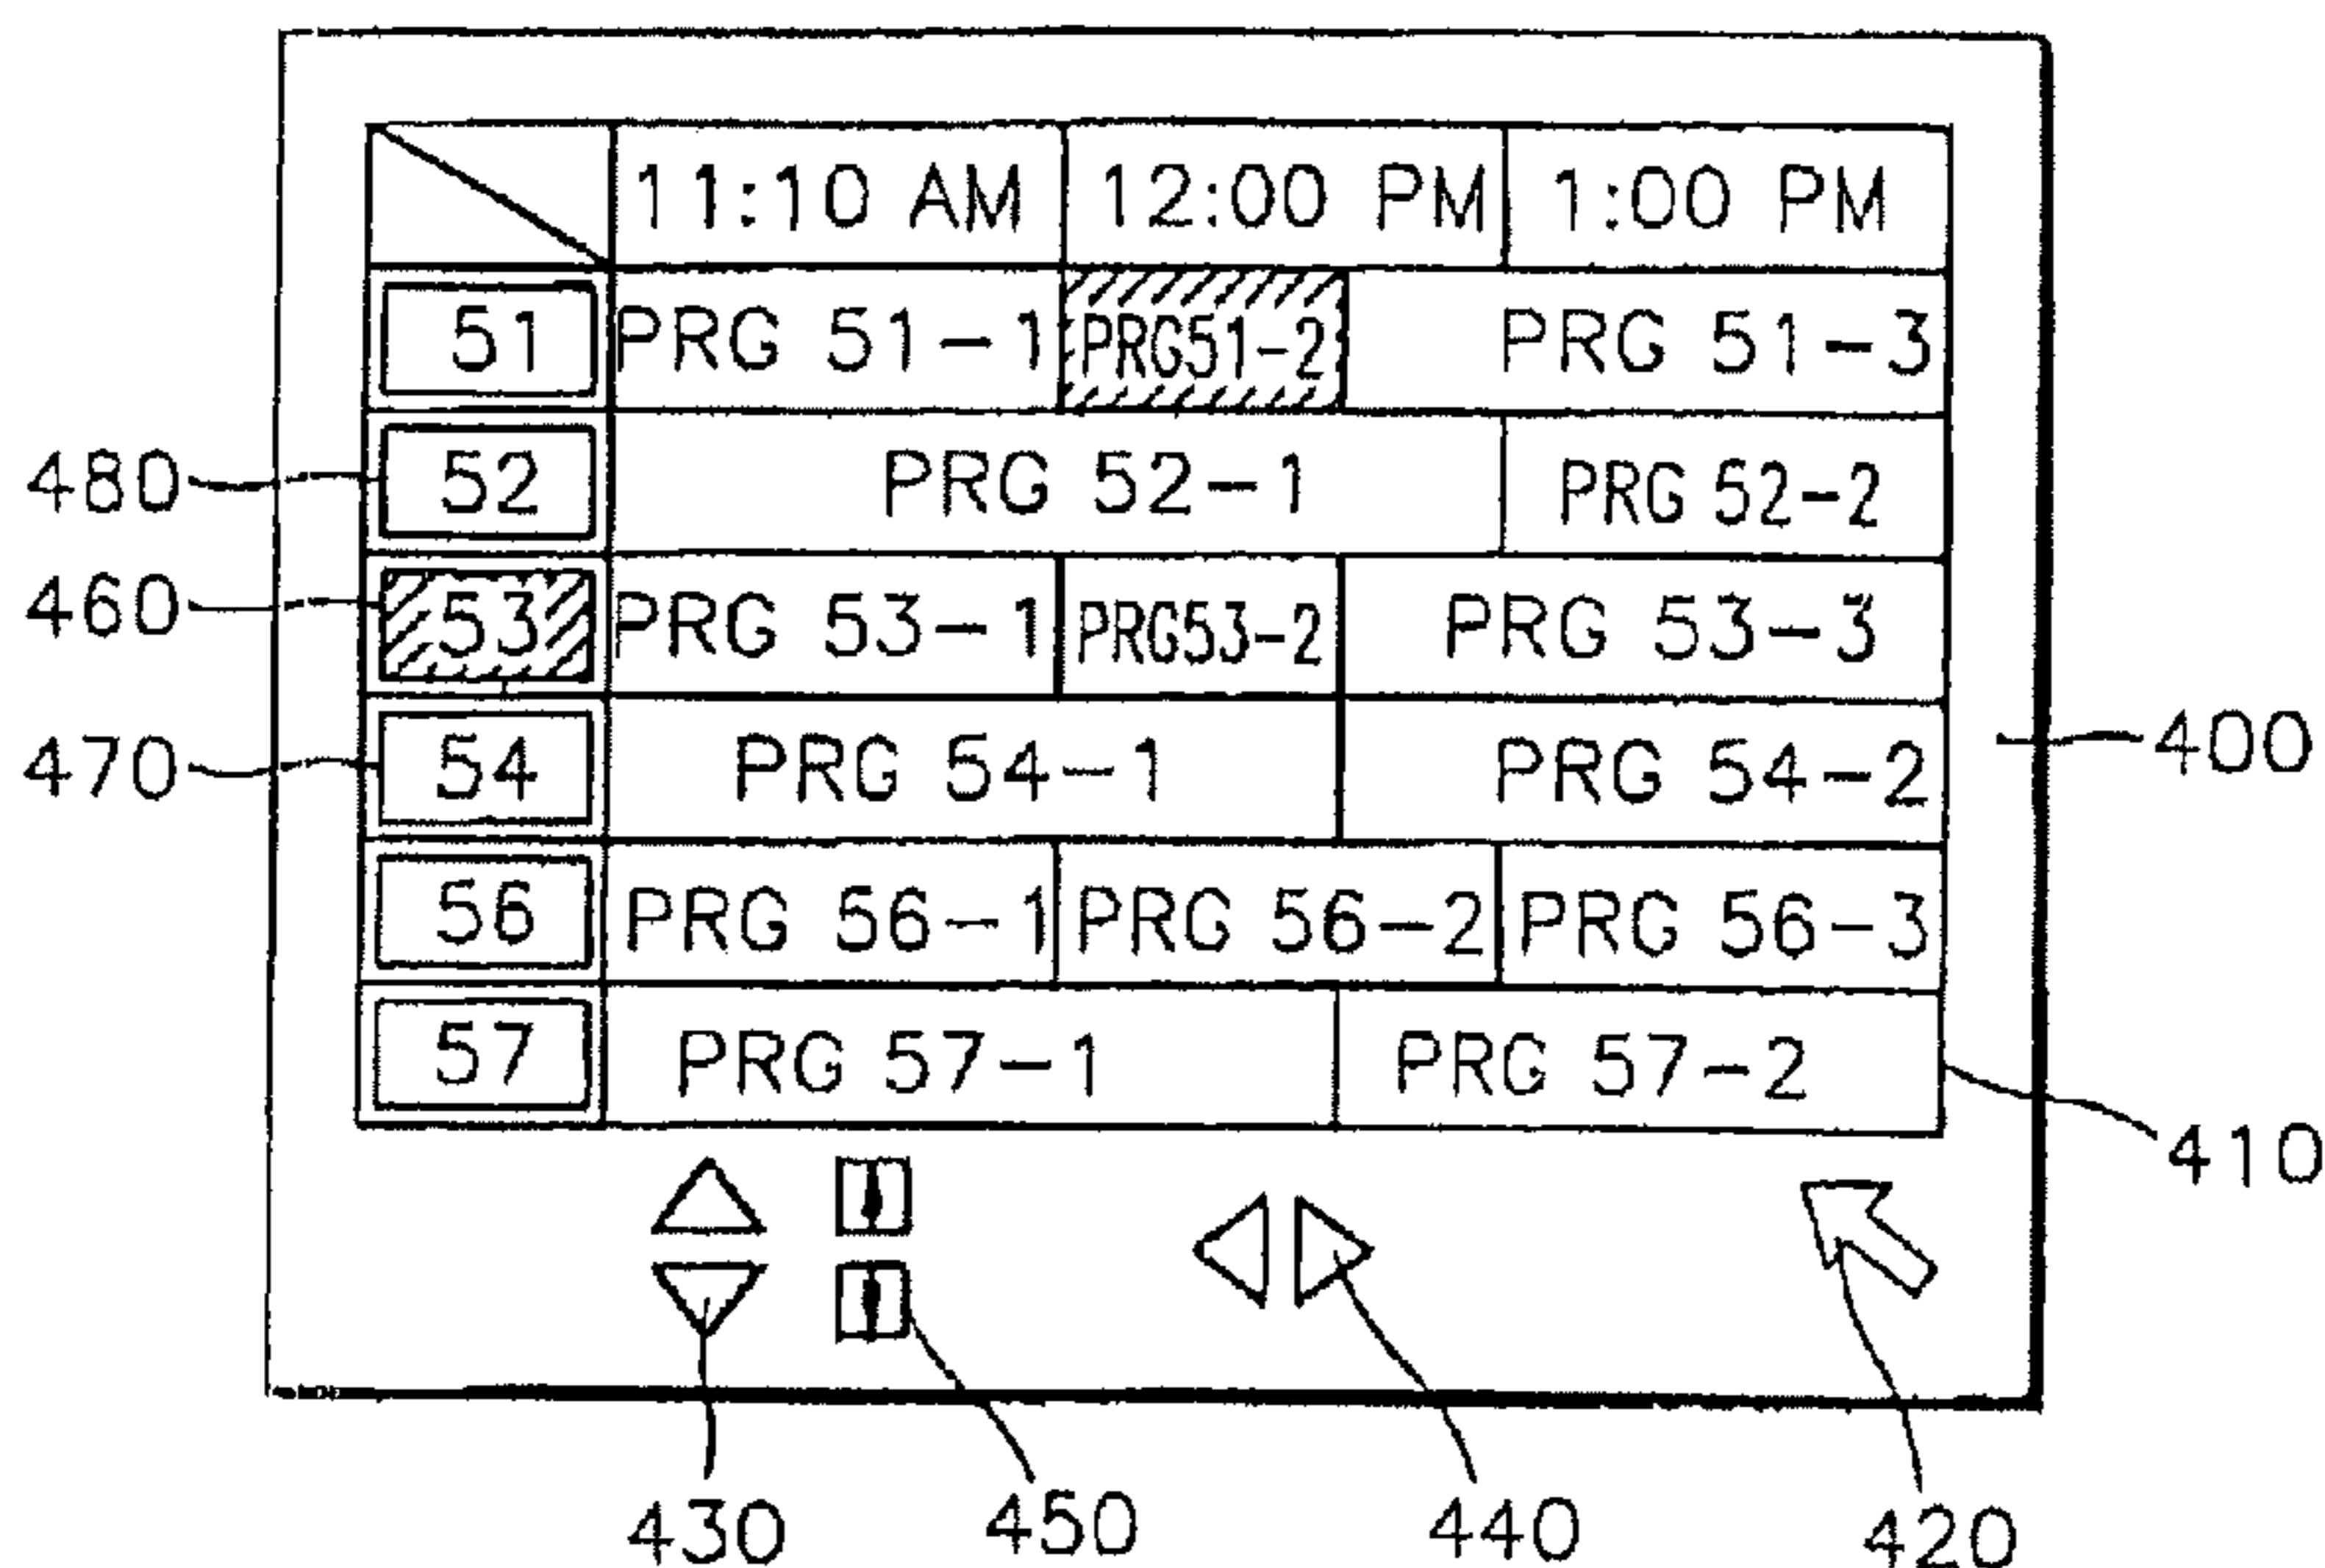 11:10 AM 12:00 PM 1:00 PM
51 PRG 51-1 PRG51-2 PRG 51-3
480 52 PRG 52-1 PRG 52-2
460 53 PRG 53-1 PRG53-2 PRG 53-3
470 54 PRG 54-1 PRG 54-2 400
56 PRG 56-1 PRG 56-2 PRG 56-3
57 PRG 57-1 PRG 57-2
410
430 450 440 420